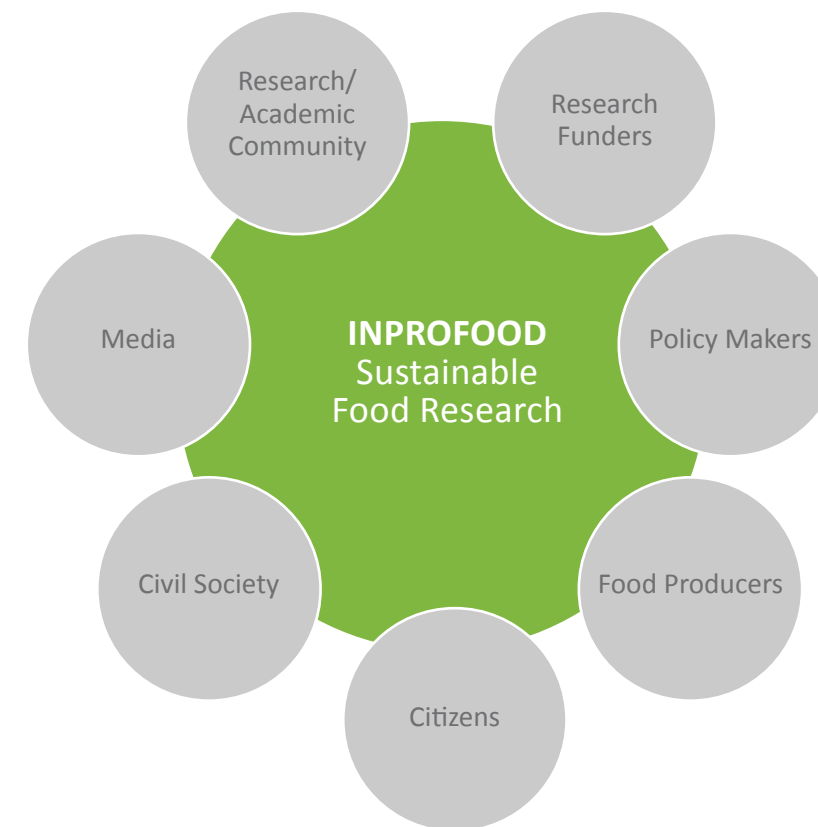 Research/
Academic
Community
Research
Funders
Media
INPROFOOD
Sustainable
Food Research
Policy Makers
Civil Society
Food Producers
Citizens